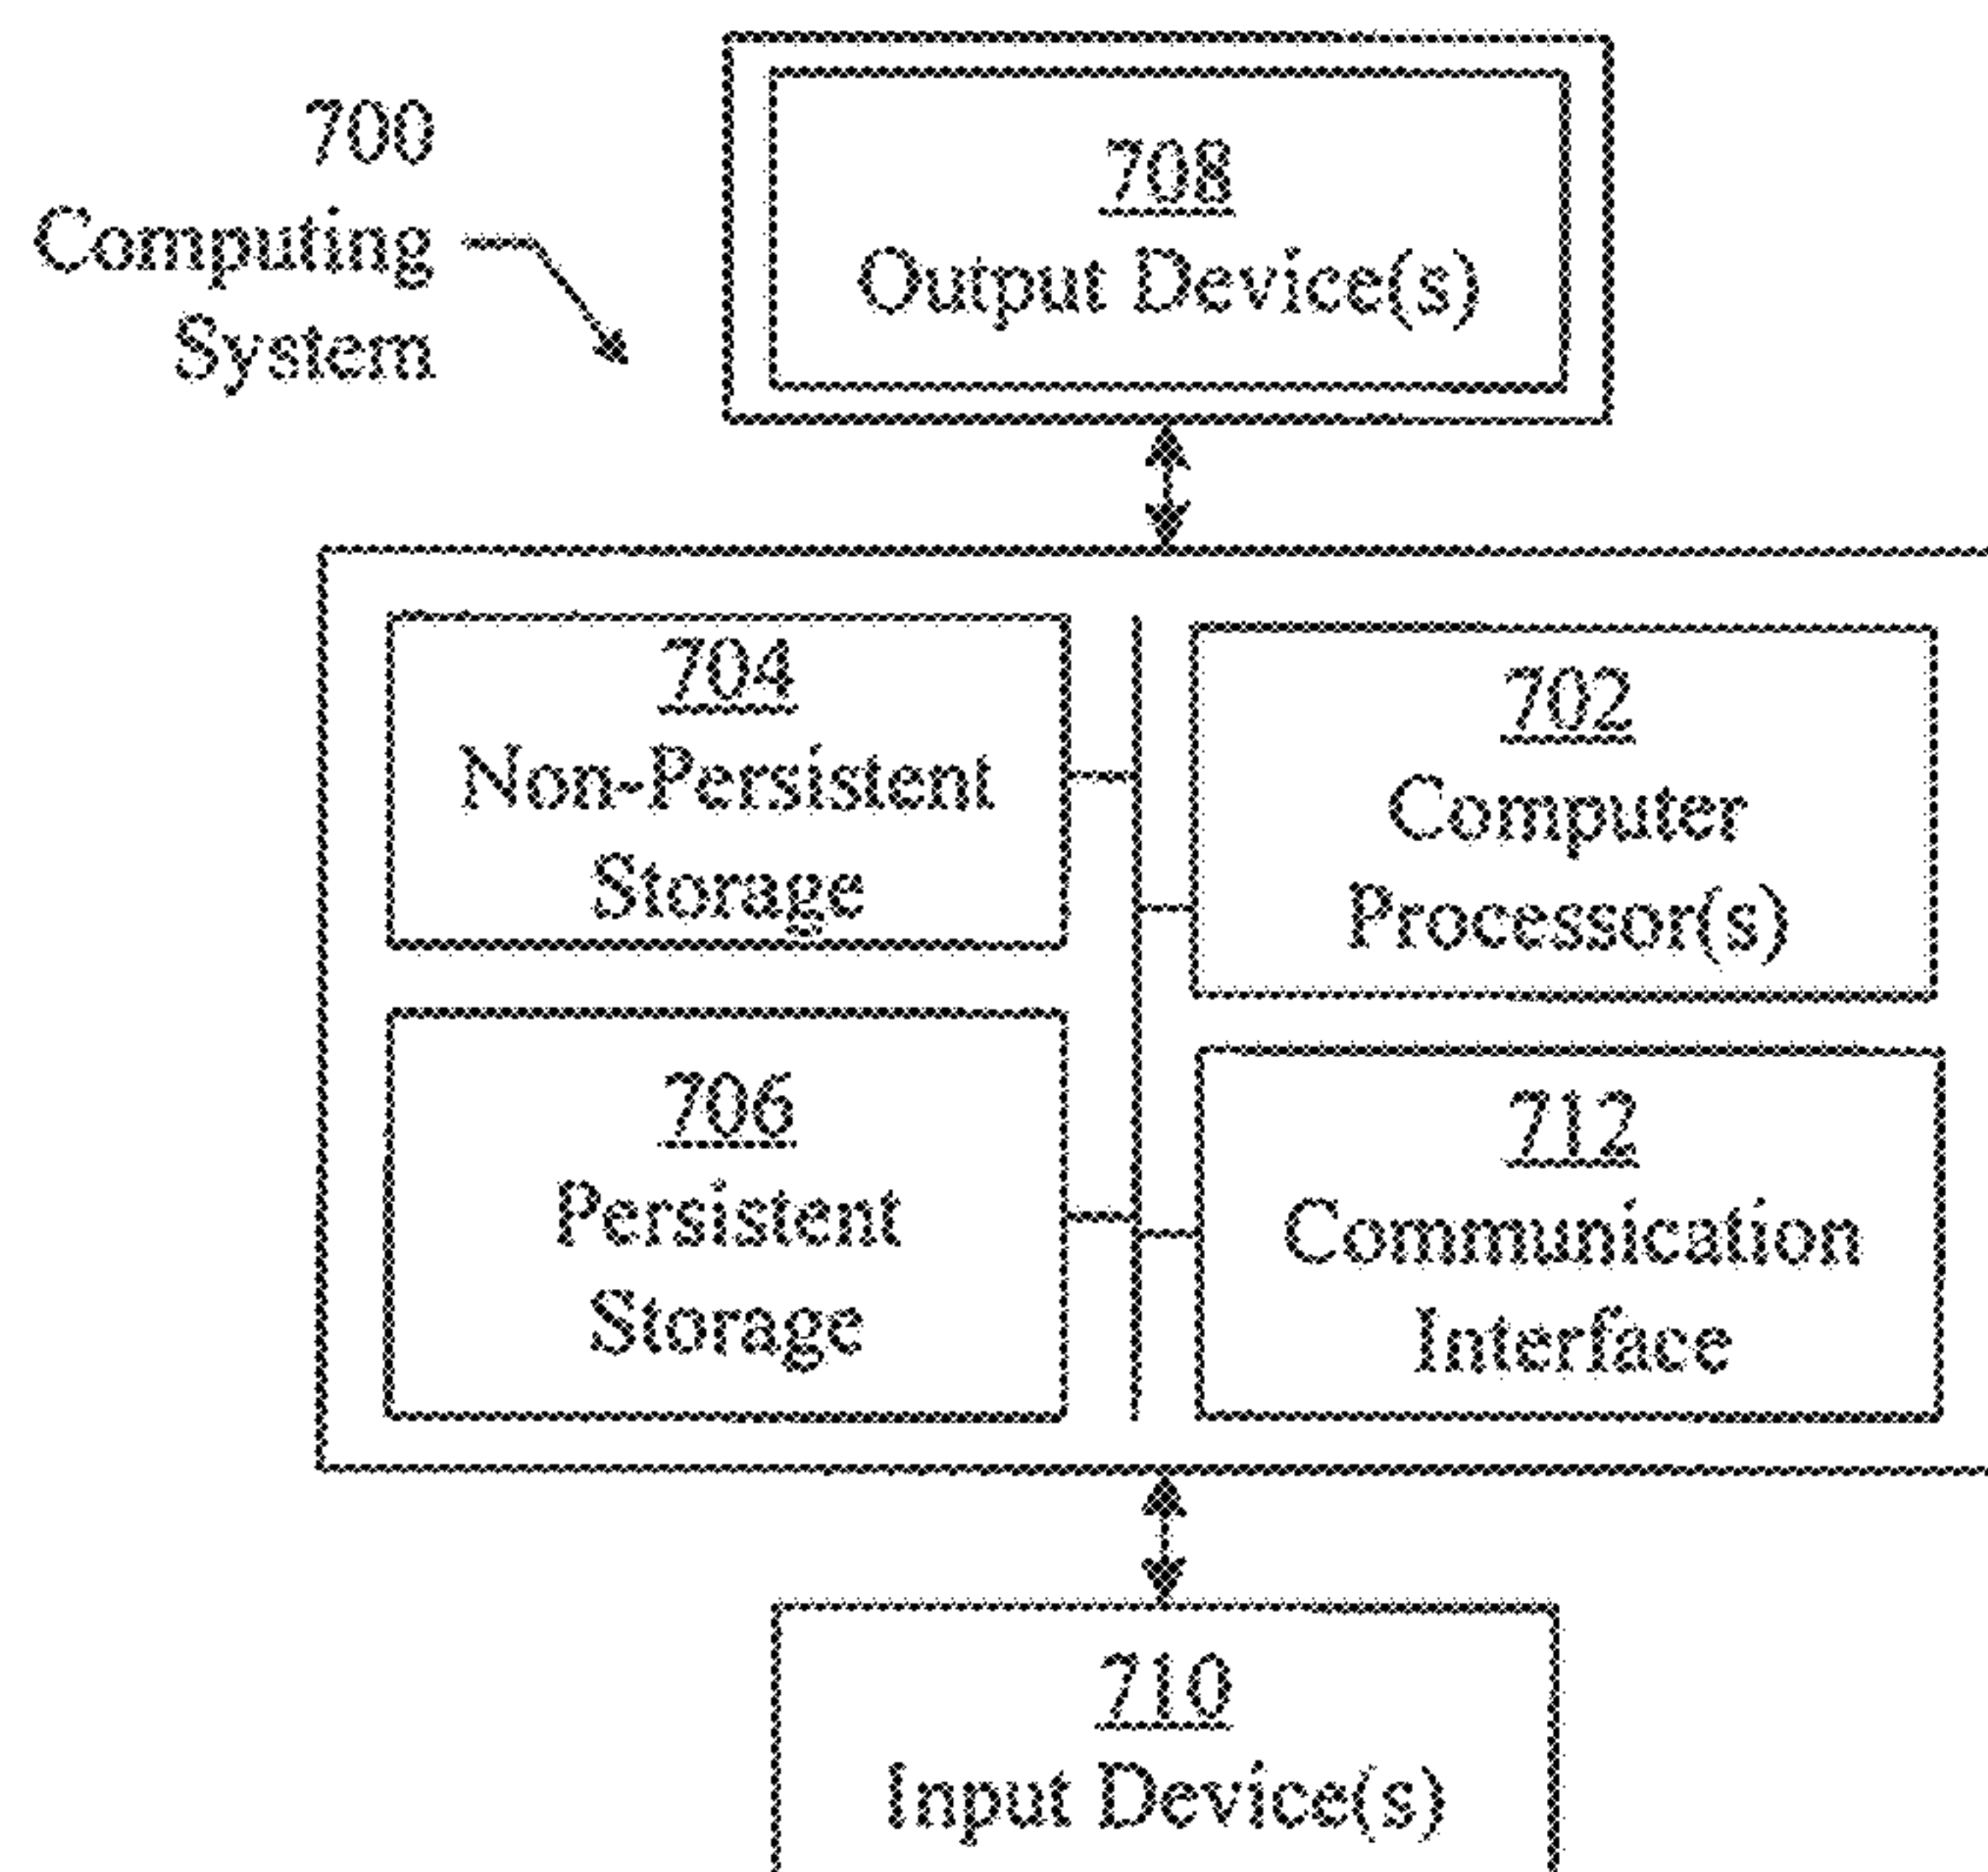 700
Computing
System
708
Output Device(s)
704
Non-Persistent
Storage
702
Computer
Processor(s)
706
Persistent
Storage
712
Communication
Interface
710
Input Device(s)